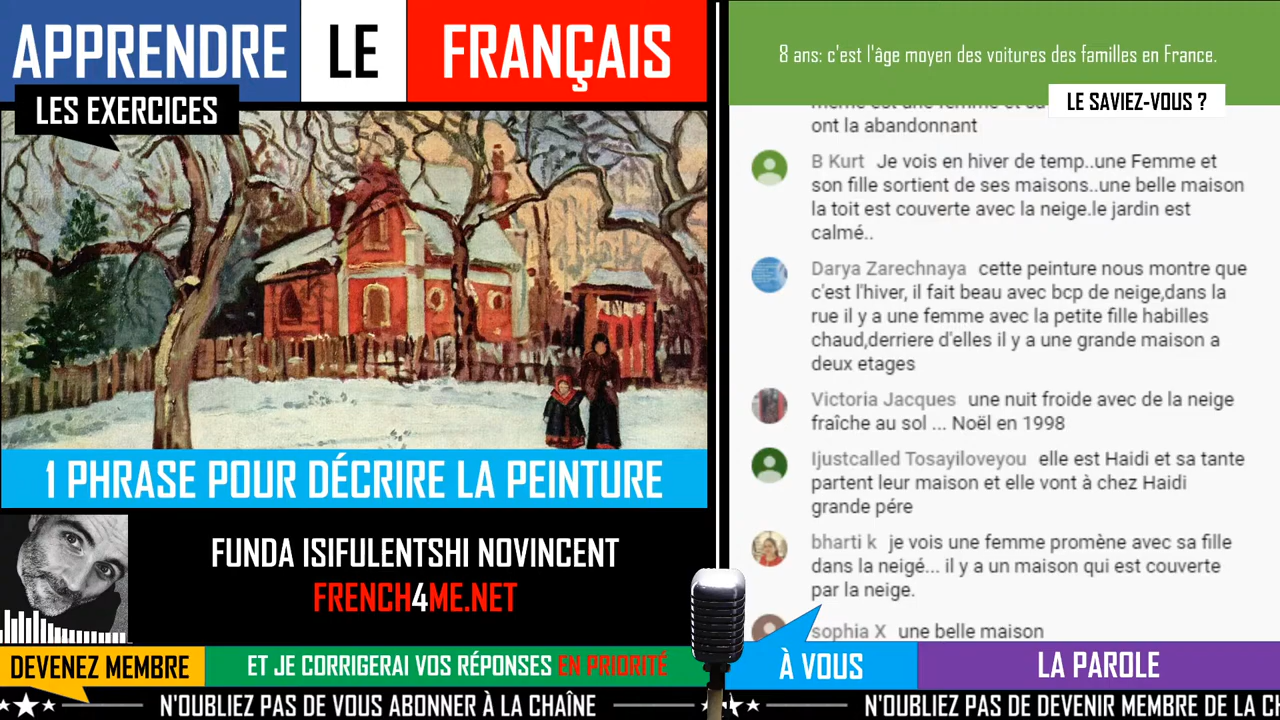 APPRENDRE LE FRANÇAIS
LES EXERCICES
1 PHRASE POUR DÉCRIRE LA PEINTURE
FUNDA ISIFULENTSHI NOVINCENT
FRENCH4ME.NET
DEVENEZ MEMBRE
ET JE CORRIGERAI VOS RÉPONSES EN PRIORITÉ
N'OUBLIEZ PAS DE VOUS ABONNER À LA CHAÎNE
8 ans: c'est l'âge moyen des voitures des familles en France.
LE SAVIEZ-VOUS ?
ont la abandonnant
B Kurt Je vois en hiver de temp..une Femme et
son fille sortient de ses maisons..une belle maison
la toit est couverte avec la neige.le jardin est
calmé..
Darya Zarechnaya cette peinture nous montre que
c'est l'hiver, il fait beau avec bcp de neige,dans la
rue il y a une femme avec la petite fille habilles
chaud,derriere d'elles il y a une grande maison a
deux etages
Victoria Jacques une nuit froide avec de la neige
fraîche au sol ... Noël en 1998
Ijustcalled Tosayiloveyou elle est Haidi et sa tante
partent leur maison et elle vont à chez Haidi
grande pére
bharti k je vois une femme promène avec sa fille
dans la neigé... il y a un maison qui est couverte
par la neige.
sophia X une belle maison
À VOUS
LA PAROLE
N'OUBLIEZ PAS DE DEVENIR MEMBRE DE LA